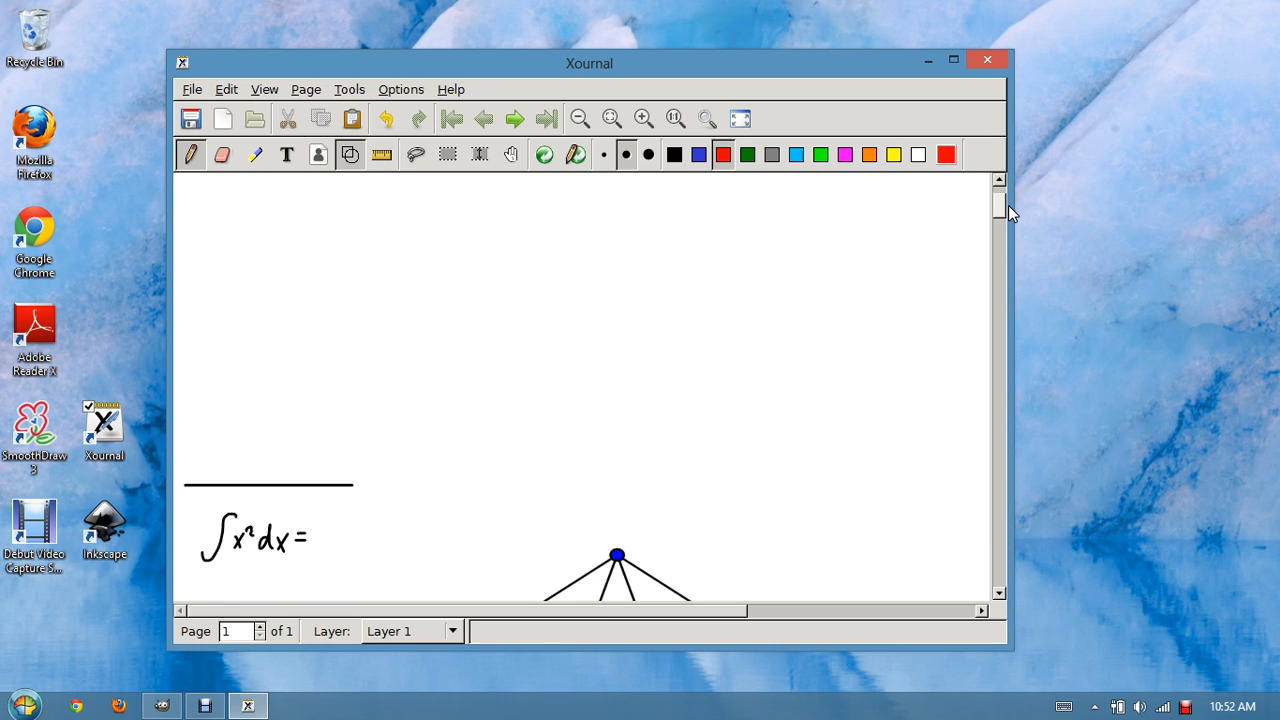 Recycle Bin
Mozilla
Firefox
Google
Chrome
Adobe
Reader X
SmoothDraw
3
Xournal
Debut Video
Capture S...
Inkscape
Xournal
File Edit View Page Tools Options Help
T
∫x²dx=
Page 1 of 1 Layer: Layer 1
10:52 AM